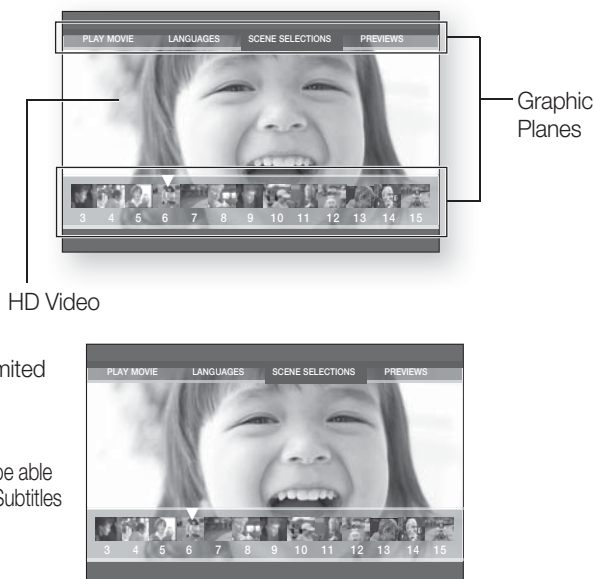 PLAY MOVIE LANGUAGES SCENE SELECTIONS PREVIEWS
Graphic
Planes
3 4 5 6 7 8 9 10 11 12 13 14 15
HD Video
mited
PLAY MOVIE LANGUAGES SCENE SELECTIONS PREVIEWS
be able
Subtitles
3 4 5 6 7 8 9 10 11 12 13 14 15